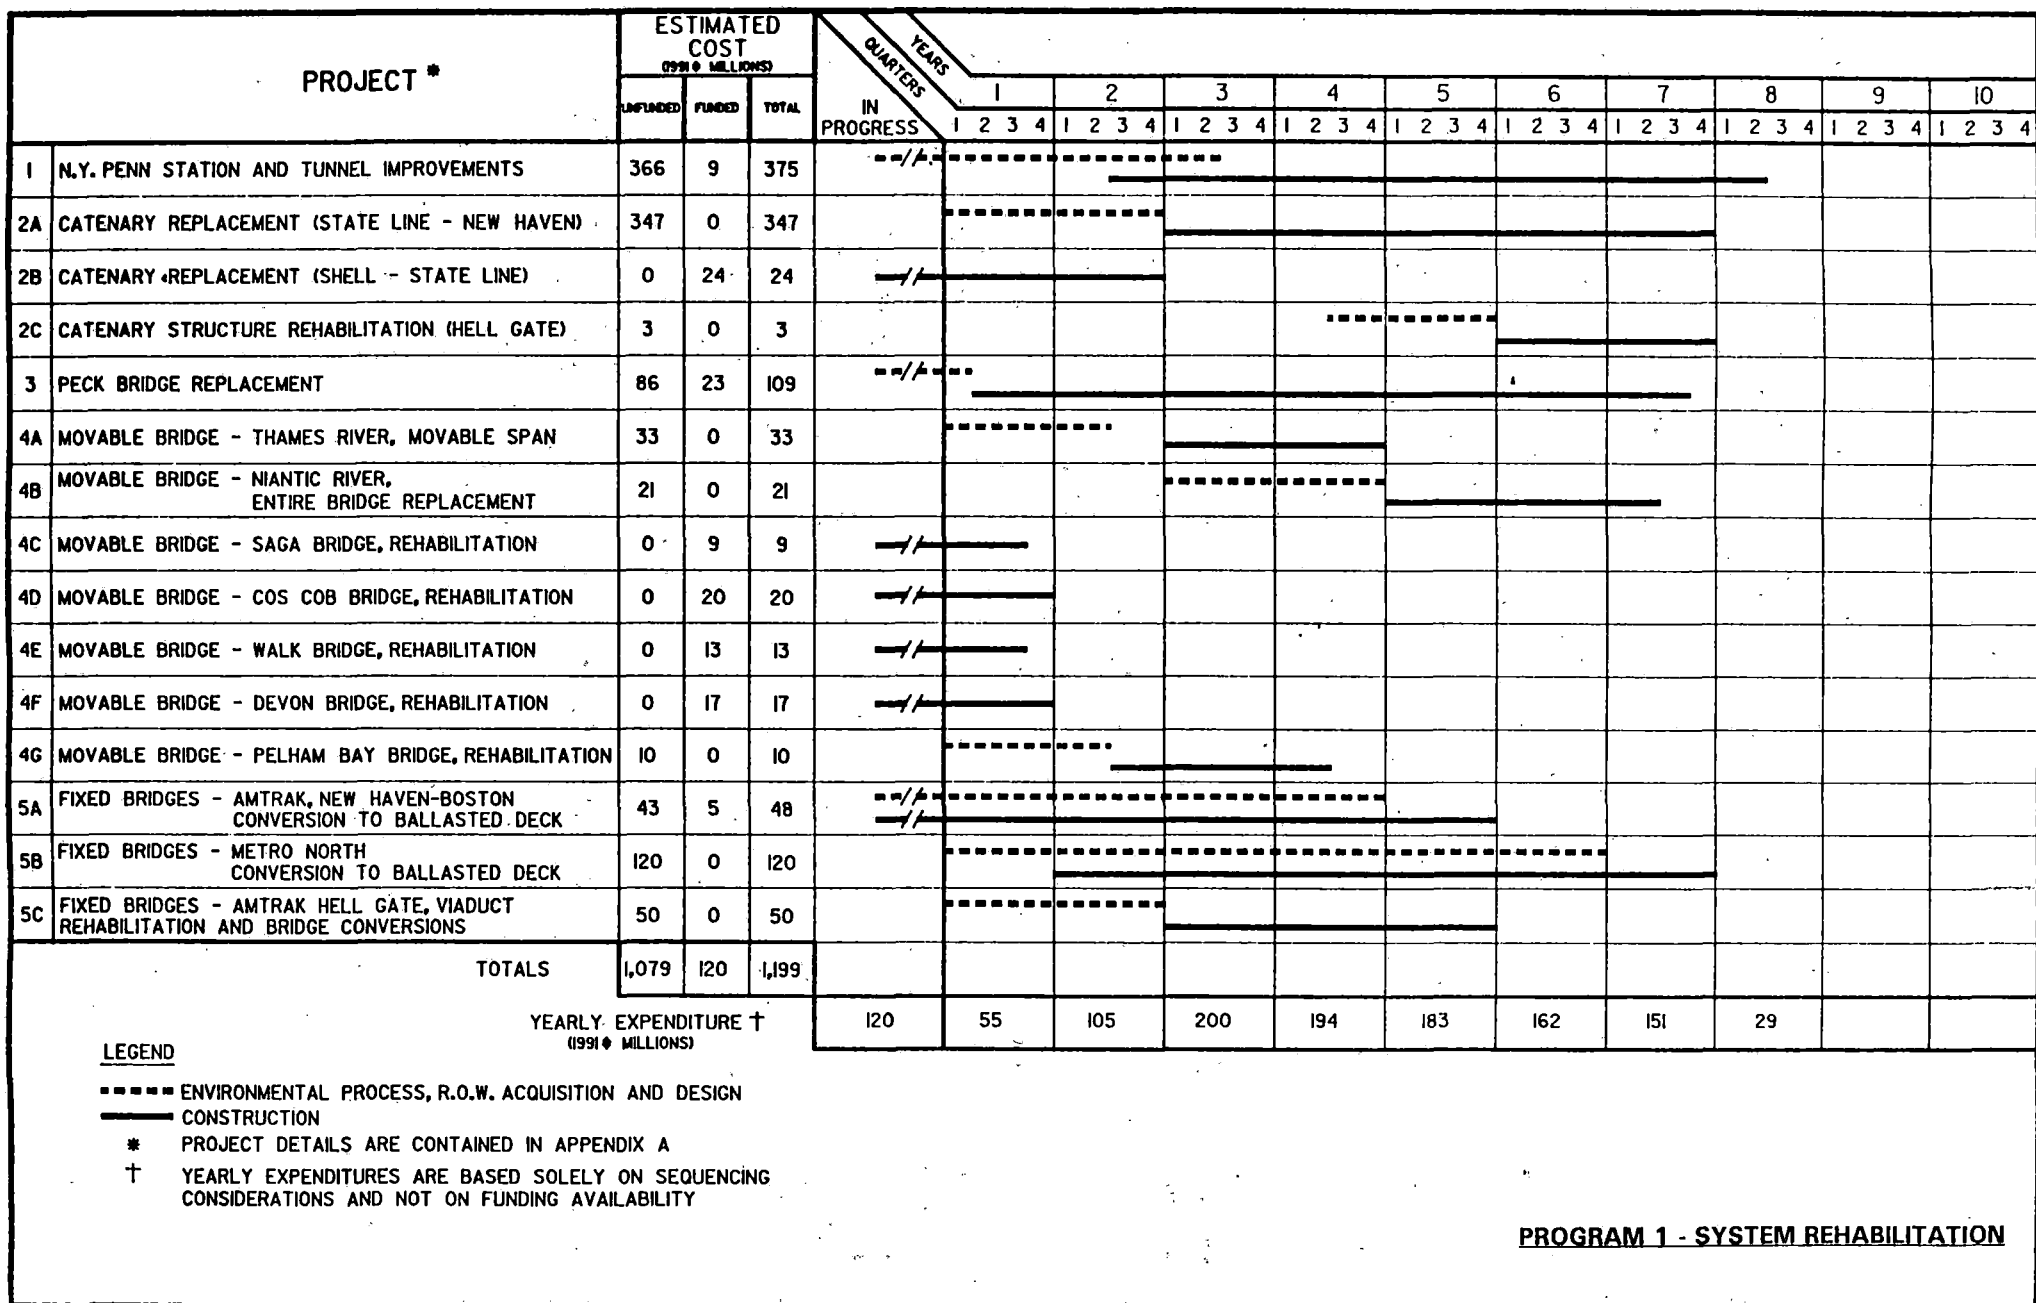 PROJECT *
ESTIMATED
COST
(1991 $ MILLIONS)
UNFUNDED FUNDED TOTAL
IN
PROGRESS
QUARTERS
YEARS
1 2 3 4 5 6 7 8 9 10
1 2 3 4 1 2 3 4 1 2 3 4 1 2 3 4 1 2 3 4 1 2 3 4 1 2 3 4 1 2 3 4 1 2 3 4 1 2 3 4
1 N.Y. PENN STATION AND TUNNEL IMPROVEMENTS 366 9 375
2A CATENARY REPLACEMENT (STATE LINE - NEW HAVEN) 347 0 347
2B CATENARY REPLACEMENT (SHELL - STATE LINE) 0 24 24
2C CATENARY STRUCTURE REHABILITATION (HELL GATE) 3 0 3
3 PECK BRIDGE REPLACEMENT 86 23 109
4A MOVABLE BRIDGE - THAMES RIVER, MOVABLE SPAN 33 0 33
4B MOVABLE BRIDGE - NIANTIC RIVER,
ENTIRE BRIDGE REPLACEMENT 21 0 21
4C MOVABLE BRIDGE - SAGA BRIDGE, REHABILITATION 0 9 9
4D MOVABLE BRIDGE - COS COB BRIDGE, REHABILITATION 0 20 20
4E MOVABLE BRIDGE - WALK BRIDGE, REHABILITATION 0 13 13
4F MOVABLE BRIDGE - DEVON BRIDGE, REHABILITATION 0 17 17
4G MOVABLE BRIDGE - PELHAM BAY BRIDGE, REHABILITATION 10 0 10
5A FIXED BRIDGES - AMTRAK, NEW HAVEN-BOSTON
CONVERSION TO BALLASTED DECK 43 5 48
5B FIXED BRIDGES - METRO NORTH
CONVERSION TO BALLASTED DECK 120 0 120
5C FIXED BRIDGES - AMTRAK HELL GATE, VIADUCT
REHABILITATION AND BRIDGE CONVERSIONS 50 0 50
TOTALS 1,079 120 1,199
YEARLY EXPENDITURE † 120 55 105 200 194 183 162 151 29
(1991 $ MILLIONS)
LEGEND
ENVIRONMENTAL PROCESS, R.O.W. ACQUISITION AND DESIGN
CONSTRUCTION
* PROJECT DETAILS ARE CONTAINED IN APPENDIX A
† YEARLY EXPENDITURES ARE BASED SOLELY ON SEQUENCING
CONSIDERATIONS AND NOT ON FUNDING AVAILABILITY
PROGRAM 1 - SYSTEM REHABILITATION